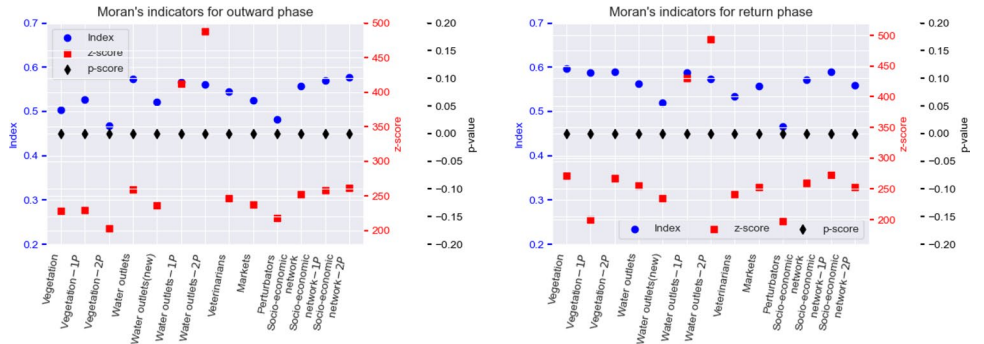 Moran's indicators for outward phase
0.7
0.6
0.5
0.4
0.3
0.2
Index
Index
z-score
p-score
500
450
400
350
300
250
200
z-score
0.20
0.15
0.10
0.05
0.00
−0.05
−0.10
−0.15
−0.20
p-value
Vegetation
Vegetation−1P
Vegetation−2P
Water outlets
Water outlets(new)
Water outlets−1P
Water outlets−2P
Veterinarians
Markets
Perturbators
Socio-economic
network
Socio-economic
network−1P
Socio-economic
network−2P
Moran's indicators for return phase
0.7
0.6
0.5
0.4
0.3
0.2
Index
Index
z-score
p-score
500
450
400
350
300
250
200
z-score
0.20
0.15
0.10
0.05
0.00
−0.05
−0.10
−0.15
−0.20
p-value
Vegetation
Vegetation−1P
Vegetation−2P
Water outlets
Water outlets(new)
Water outlets−1P
Water outlets−2P
Veterinarians
Markets
Perturbators
Socio-economic
network
Socio-economic
network−1P
Socio-economic
network−2P